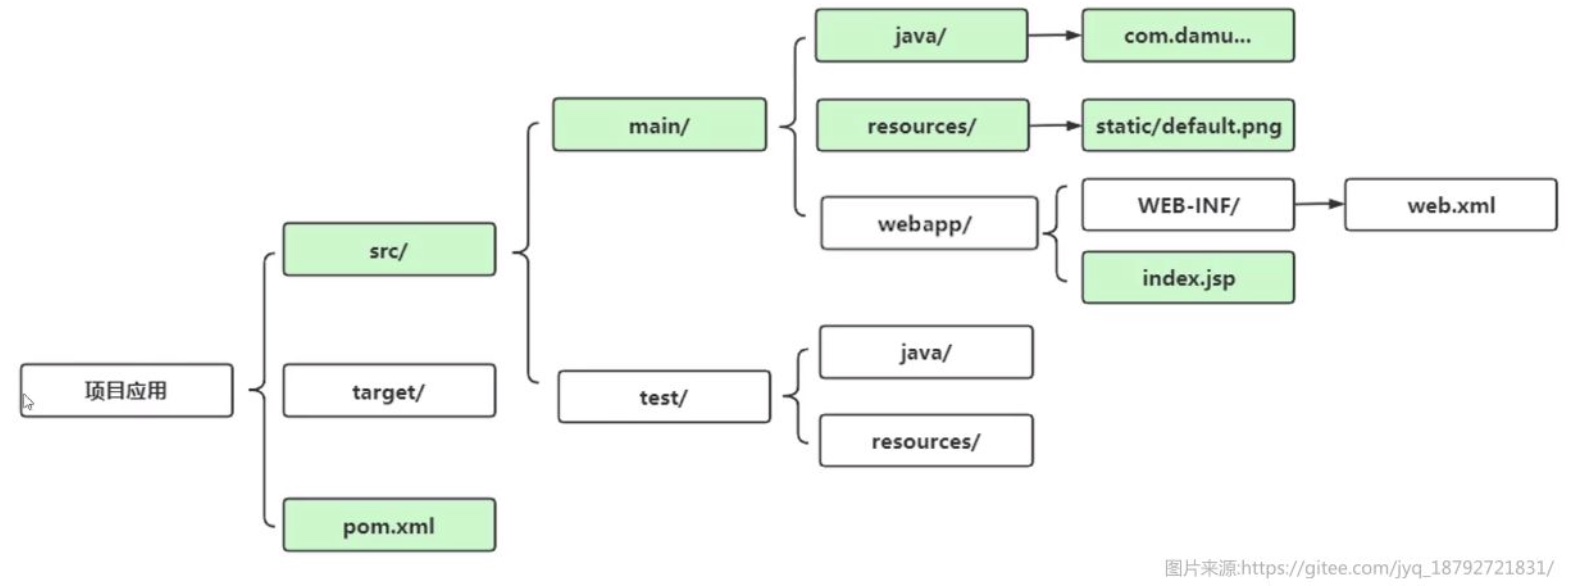 java/
com.damu...
main/
resources/
static/default.png
webapp/
WEB-INF/
web.xml
index.jsp
src/
java/
项目应用
target/
test/
resources/
pom.xml
图片来源:https://gitee.com/jyq_18792721831/